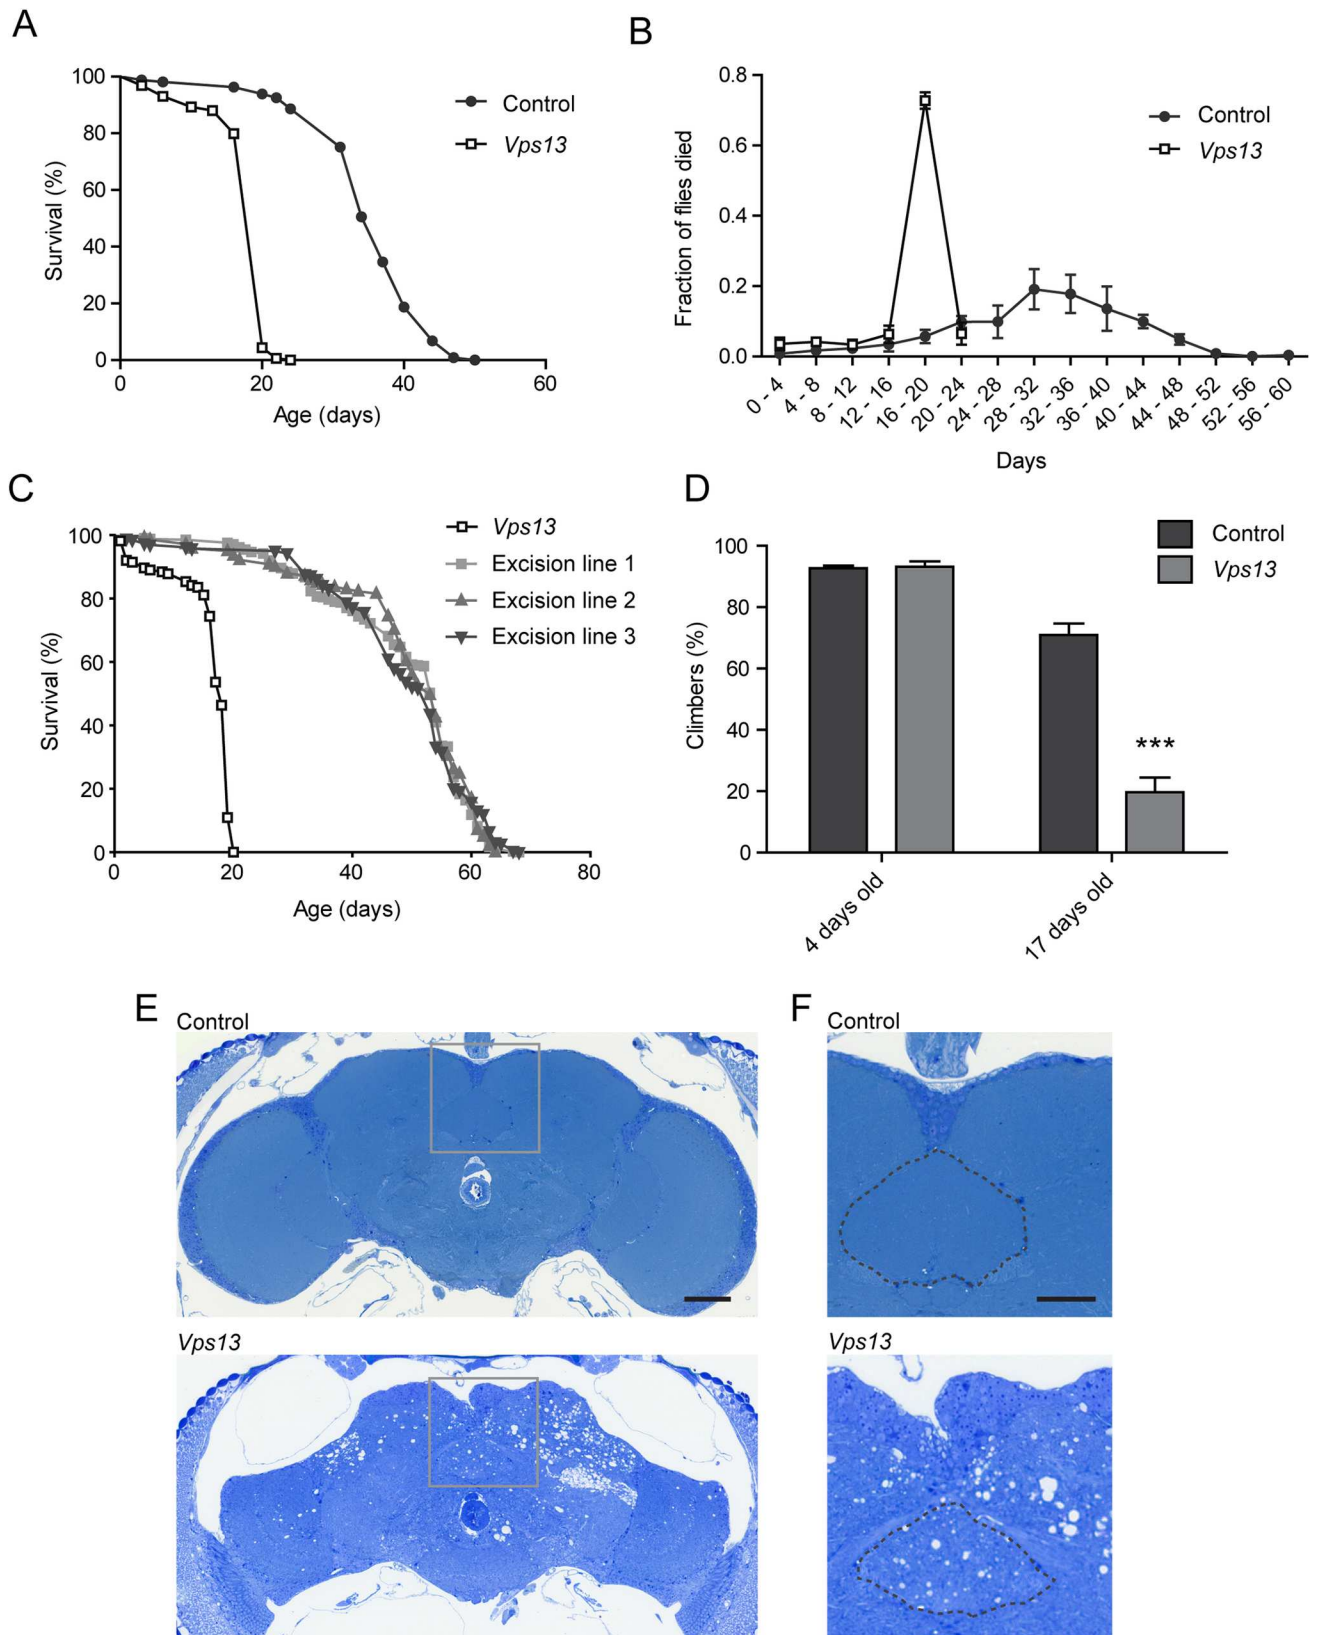 A
100
80
60
40
20
0
0
20
40
60
Survival (%)
Age (days)
Control
Vps13
B
0.8
0.6
0.4
0.2
0.0
Fraction of flies died
0 - 4
4 - 8
8 - 12
12 - 16
16 - 20
20 - 24
24 - 28
28 - 32
32 - 36
36 - 40
40 - 44
44 - 48
48 - 52
52 - 56
56 - 60
Days
Control
Vps13
C
100
80
60
40
20
0
0
20
40
60
80
Survival (%)
Age (days)
Vps13
Excision line 1
Excision line 2
Excision line 3
D
100
80
60
40
20
0
Climbers (%)
4 days old
17 days old
***
Control
Vps13
E
Control
Vps13
F
Control
Vps13